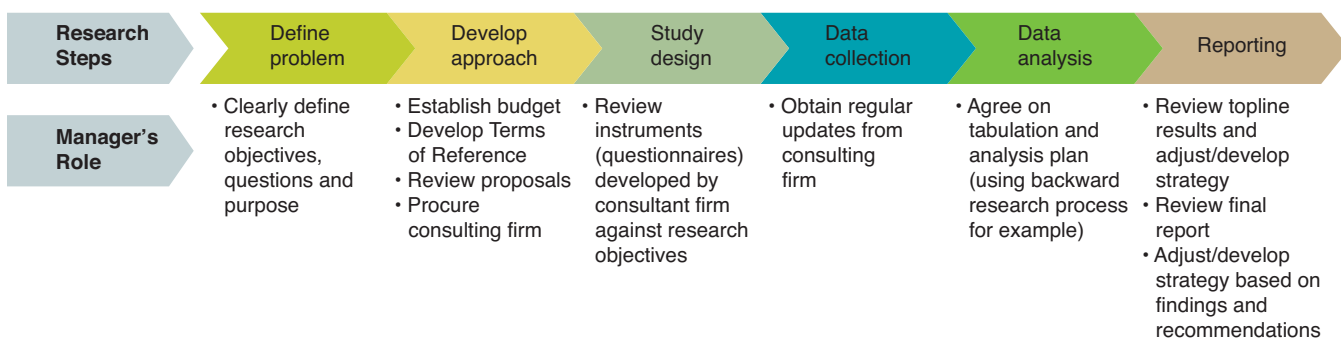 Research
Steps
Define
problem
Develop
approach
Study
design
Data
collection
Data
analysis
Reporting
Manager's
Role
• Clearly define
research
objectives,
questions and
purpose
• Establish budget
• Develop Terms
of Reference
• Review proposals
• Procure
consulting firm
• Review
instruments
(questionnaires)
developed by
consultant firm
against research
objectives
• Obtain regular
updates from
consulting
firm
• Agree on
tabulation and
analysis plan
(using backward
research process
for example)
• Review topline
results and
adjust/develop
strategy
• Review final
report
• Adjust/develop
strategy based on
findings and
recommendations